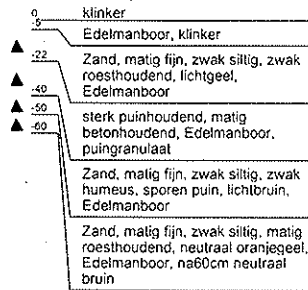 0
klinker
-5
Edelmanboor, klinker
-22
Zand, matig fijn, zwak siltig, zwak
roesthoudend, lichtgeel,
Edelmanboor
-40
sterk puinhoudend, matig
betonhoudend, Edelmanboor,
puingranulaat
-50
Zand, matig fijn, zwak siltig, zwak
humeus, sporen puin, lichtbruin,
Edelmanboor
-60
Zand, matig fijn, zwak siltig, matig
roesthoudend, neutraal oranjegeel,
Edelmanboor, na60cm neutraal
bruin